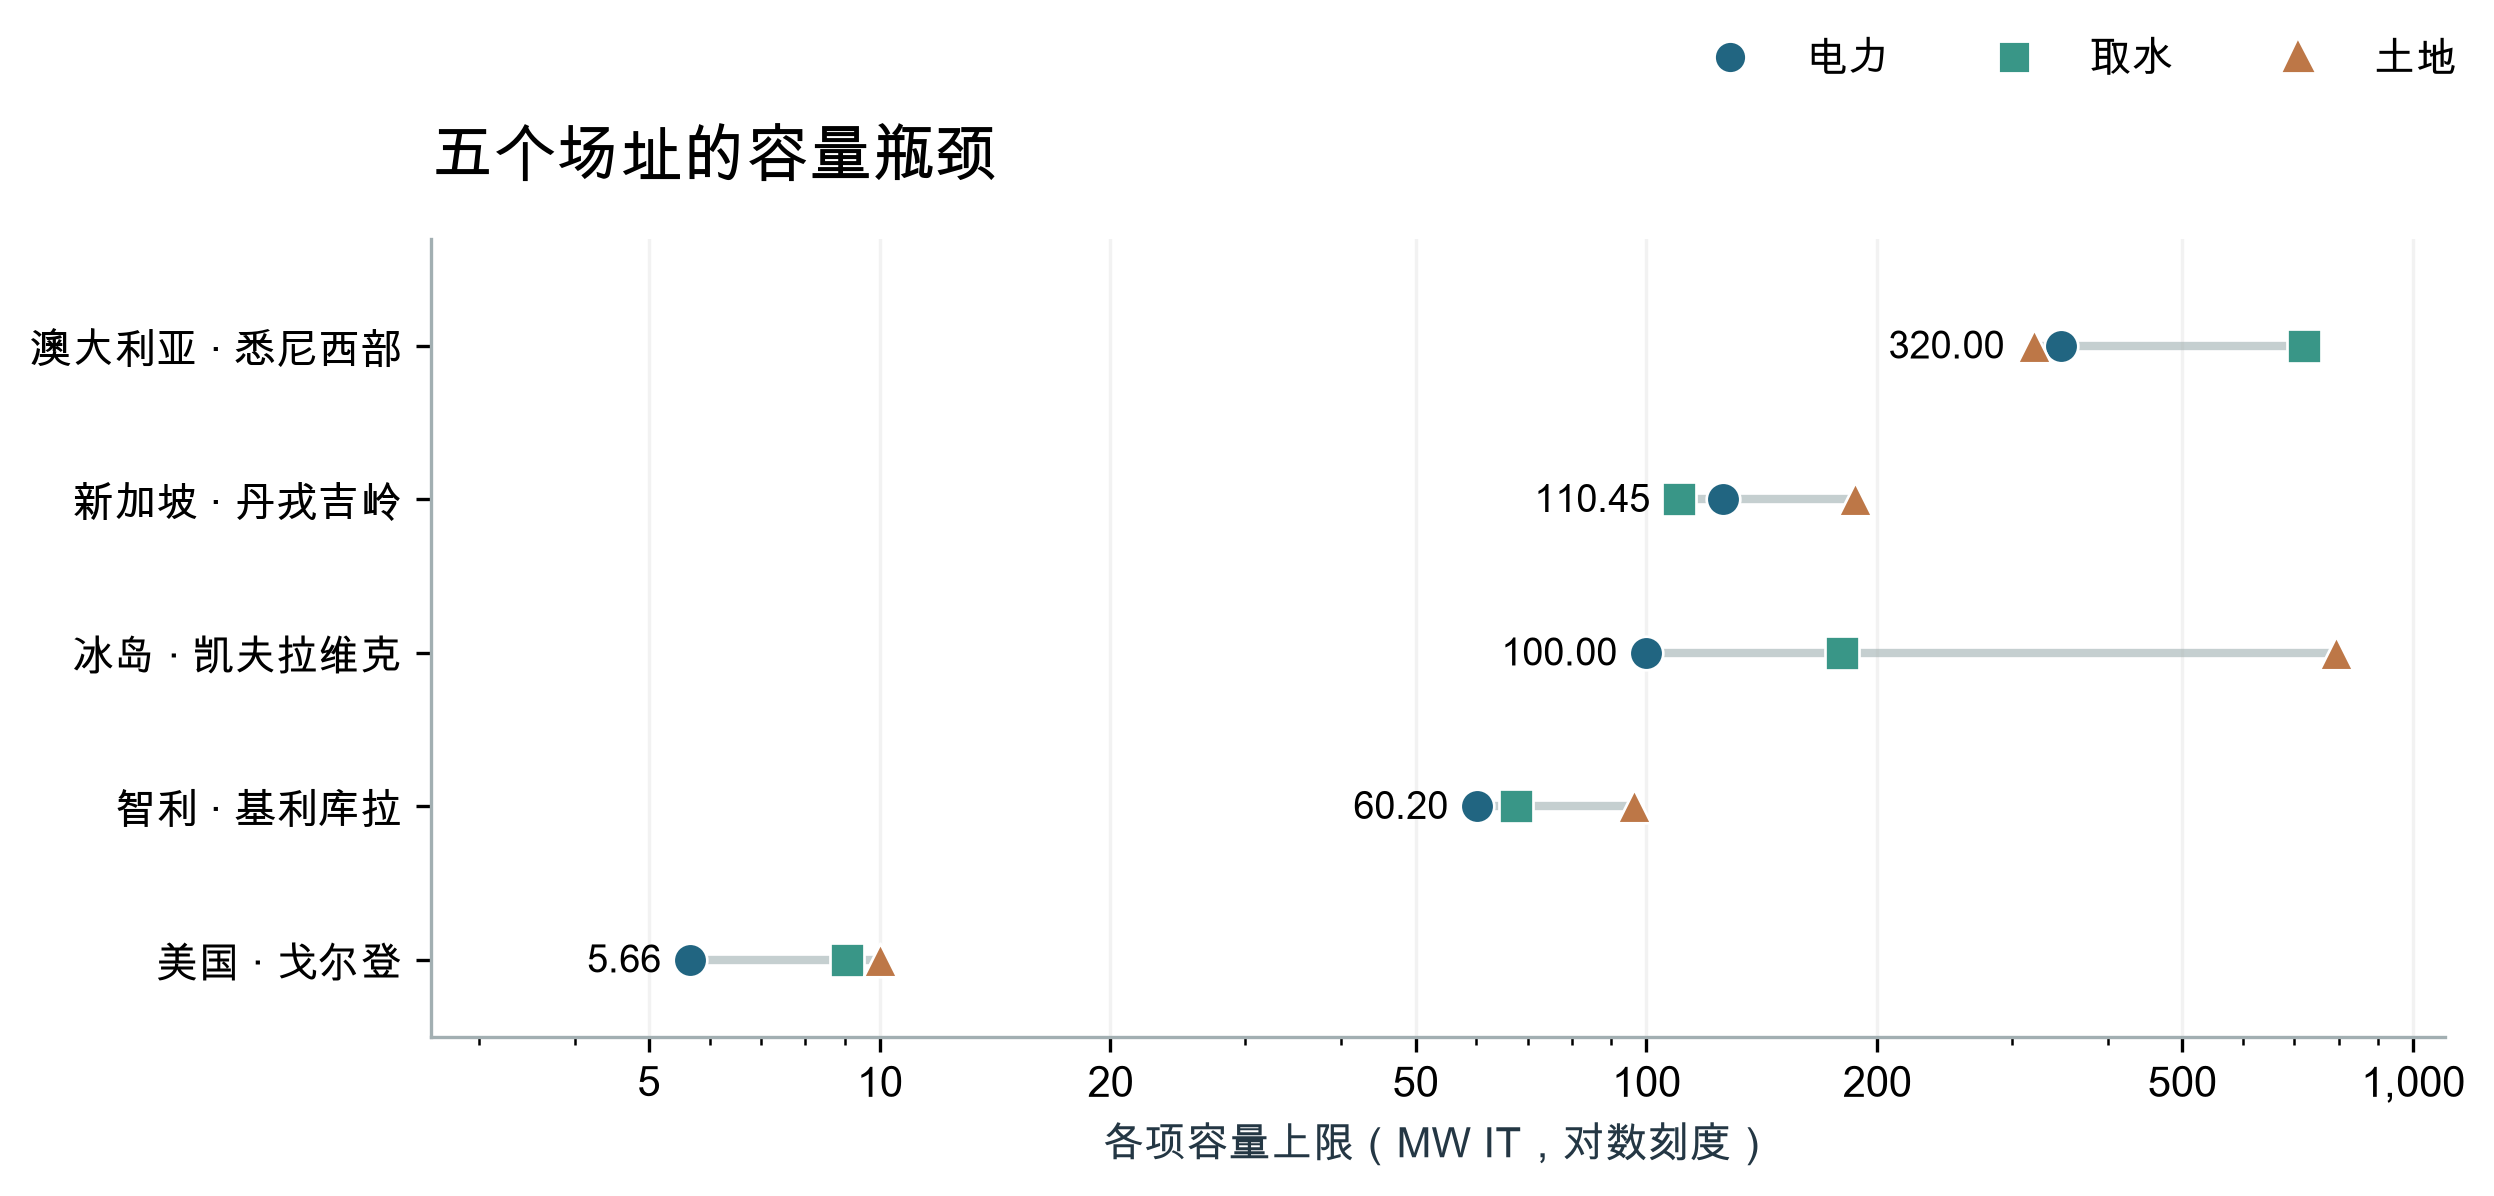 电力 取水 土地
五个场址的容量瓶颈
澳大利亚 · 悉尼西部 320.00
新加坡 · 丹戎吉岭 110.45
冰岛 · 凯夫拉维克 100.00
智利 · 基利库拉 60.20
美国 · 戈尔登 5.66
5 10 20 50 100 200 500 1,000
各项容量上限 ( MW IT , 对数刻度 )